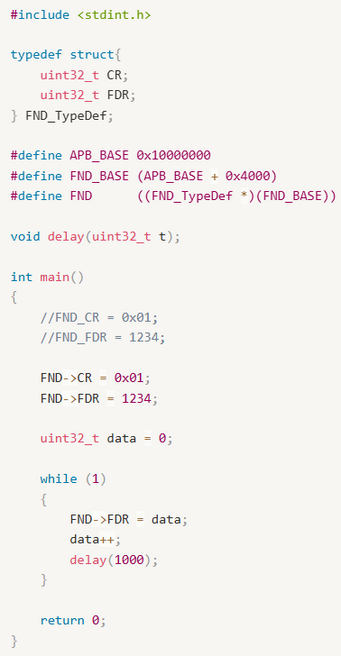 #include <stdint.h>

typedef struct{
    uint32_t CR;
    uint32_t FDR;
} FND_TypeDef;

#define APB_BASE 0x10000000
#define FND_BASE (APB_BASE + 0x4000)
#define FND     ((FND_TypeDef *)(FND_BASE))

void delay(uint32_t t);

int main()
{
    //FND_CR = 0x01;
    //FND_FDR = 1234;

    FND->CR = 0x01;
    FND->FDR = 1234;

    uint32_t data = 0;

    while (1)
    {
        FND->FDR = data;
        data++;
        delay(1000);
    }

    return 0;
}